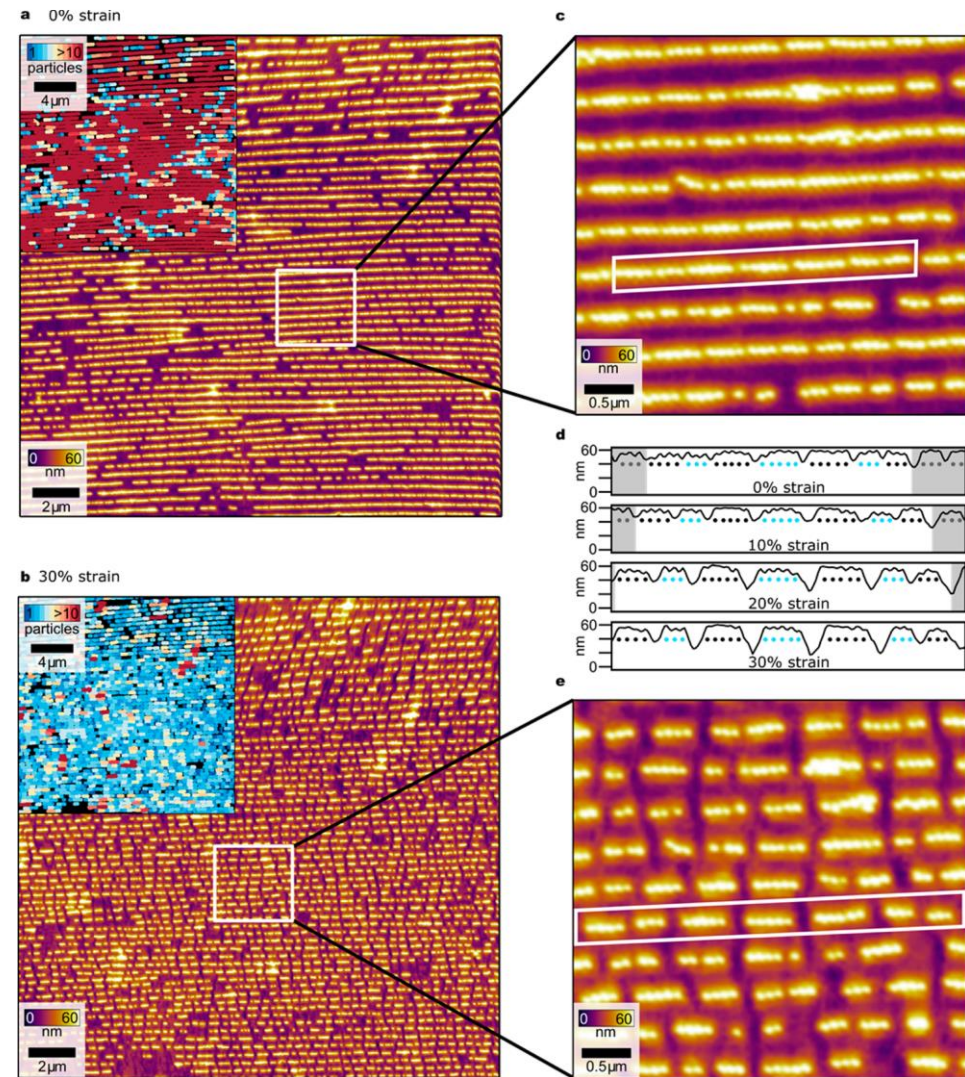 a 0% strain
1 >10
particles
4µm
0 60
nm
2µm
b 30% strain
1 >10
particles
4µm
0 60
nm
2µm
c
0 60
nm
0.5µm
d
60
nm
0
0% strain
60
nm
0
10% strain
60
nm
0
20% strain
60
nm
0
30% strain
e
0 60
nm
0.5µm